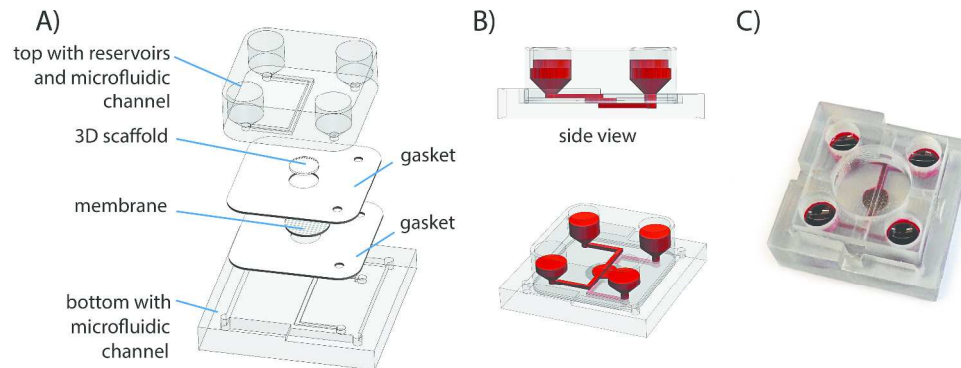 A)
top with reservoirs
and microfluidic
channel
3D scaffold
gasket
membrane
gasket
bottom with
microfluidic
channel
B)
side view
C)